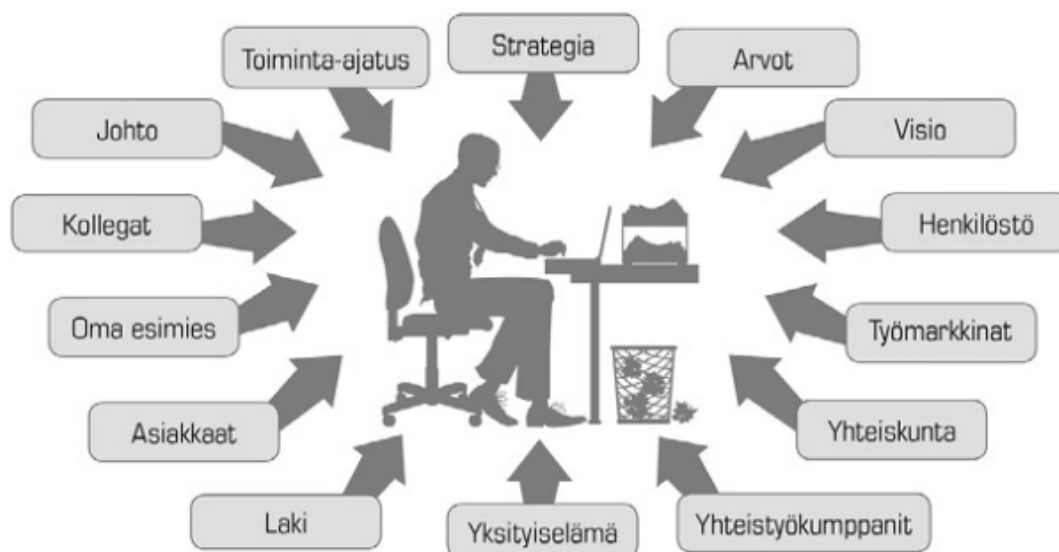 Toiminta-ajatus
Strategia
Arvot
Johto
Visio
Kollegat
Henkilöstö
Oma esimies
Työmarkkinat
Asiakkaat
Yhteiskunta
Laki
Yksityiselämä
Yhteistyökumppanit